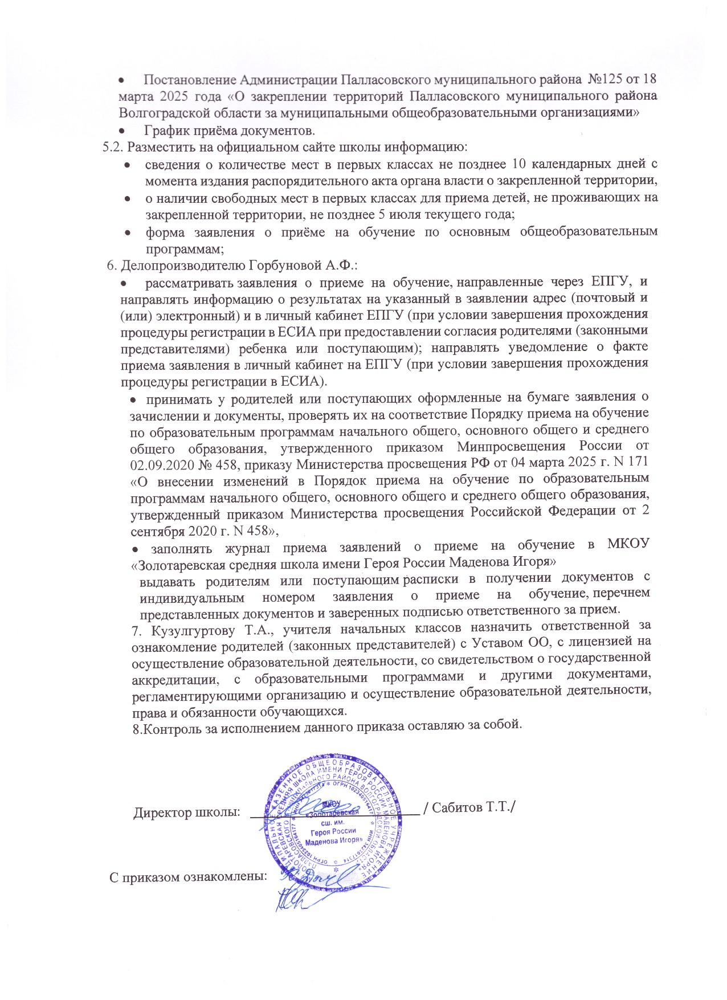 • Постановление Администрации Палласовского муниципального района №125 от 18
марта 2025 года «О закреплении территорий Палласовского муниципального района
Волгоградской области за муниципальными общеобразовательными организациями»
• График приёма документов.
5.2. Разместить на официальном сайте школы информацию:
• сведения о количестве мест в первых классах не позднее 10 календарных дней с
момента издания распорядительного акта органа власти о закрепленной территории,
• о наличии свободных мест в первых классах для приема детей, не проживающих на
закрепленной территории, не позднее 5 июля текущего года;
• форма заявления о приёме на обучение по основным общеобразовательным
программам;
6. Делопроизводителю Горбуновой А.Ф.:
• рассматривать заявления о приеме на обучение, направленные через ЕПГУ, и
направлять информацию о результатах на указанный в заявлении адрес (почтовый и
(или) электронный) и в личный кабинет ЕПГУ (при условии завершения прохождения
процедуры регистрации в ЕСИА при предоставлении согласия родителями (законными
представителями) ребенка или поступающим); направлять уведомление о факте
приема заявления в личный кабинет на ЕПГУ (при условии завершения прохождения
процедуры регистрации в ЕСИА).
• принимать у родителей или поступающих оформленные на бумаге заявления о
зачислении и документы, проверять их на соответствие Порядку приема на обучение
по образовательным программам начального общего, основного общего и среднего
общего образования, утвержденного приказом Минпросвещения России от
02.09.2020 № 458, приказу Министерства просвещения РФ от 04 марта 2025 г. N 171
«О внесении изменений в Порядок приема на обучение по образовательным
программам начального общего, основного общего и среднего общего образования,
утвержденный приказом Министерства просвещения Российской Федерации от 2
сентября 2020 г. N 458»,
• заполнять журнал приема заявлений о приеме на обучение в МКОУ
«Золотаревская средняя школа имени Героя России Маденова Игоря»
выдавать родителям или поступающим расписки в получении документов с
индивидуальным номером заявления о приеме на обучение, перечнем
представленных документов и заверенных подписью ответственного за прием.
7. Кузулгуртову Т.А., учителя начальных классов назначить ответственной за
ознакомление родителей (законных представителей) с Уставом ОО, с лицензией на
осуществление образовательной деятельности, со свидетельством о государственной
аккредитации, с образовательными программами и другими документами,
регламентирующими организацию и осуществление образовательной деятельности,
права и обязанности обучающихся.
8.Контроль за исполнением данного приказа оставляю за собой.
КАЗЕННОЕ ОБЩЕОБРАЗОВАТЕЛЬНОЕ УЧРЕЖДЕНИЕ
СРЕДНЯЯ ШКОЛА ИМЕНИ ГЕРОЯ РОССИИ МАДЕНОВА ИГОРЯ»
РАЙОНА ВОЛГОГРАДСКОЙ ОБЛАСТИ
Директор школы: ____ / Сабитов Т.Т./
МКОУ
«Золотаревская
сш. им.
Героя России
Маденова Игоря»
С приказом ознакомлены: